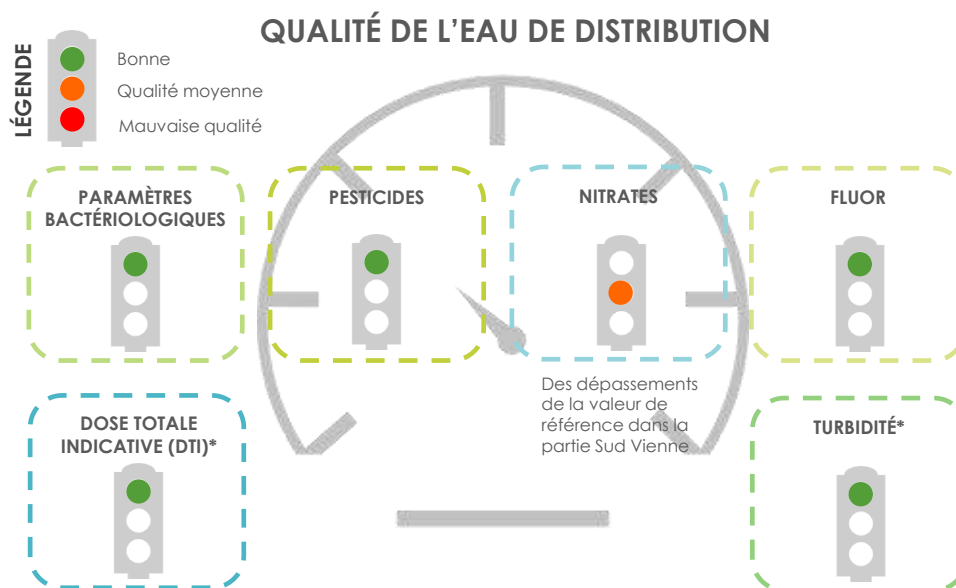 QUALITÉ DE L'EAU DE DISTRIBUTION
LÉGENDE
Bonne
Qualité moyenne
Mauvaise qualité
PARAMÈTRES
BACTÉRIOLOGIQUES
PESTICIDES
NITRATES
FLUOR
Des dépassements
de la valeur de
référence dans la
partie Sud Vienne
DOSE TOTALE
INDICATIVE (DTI)*
TURBIDITÉ*